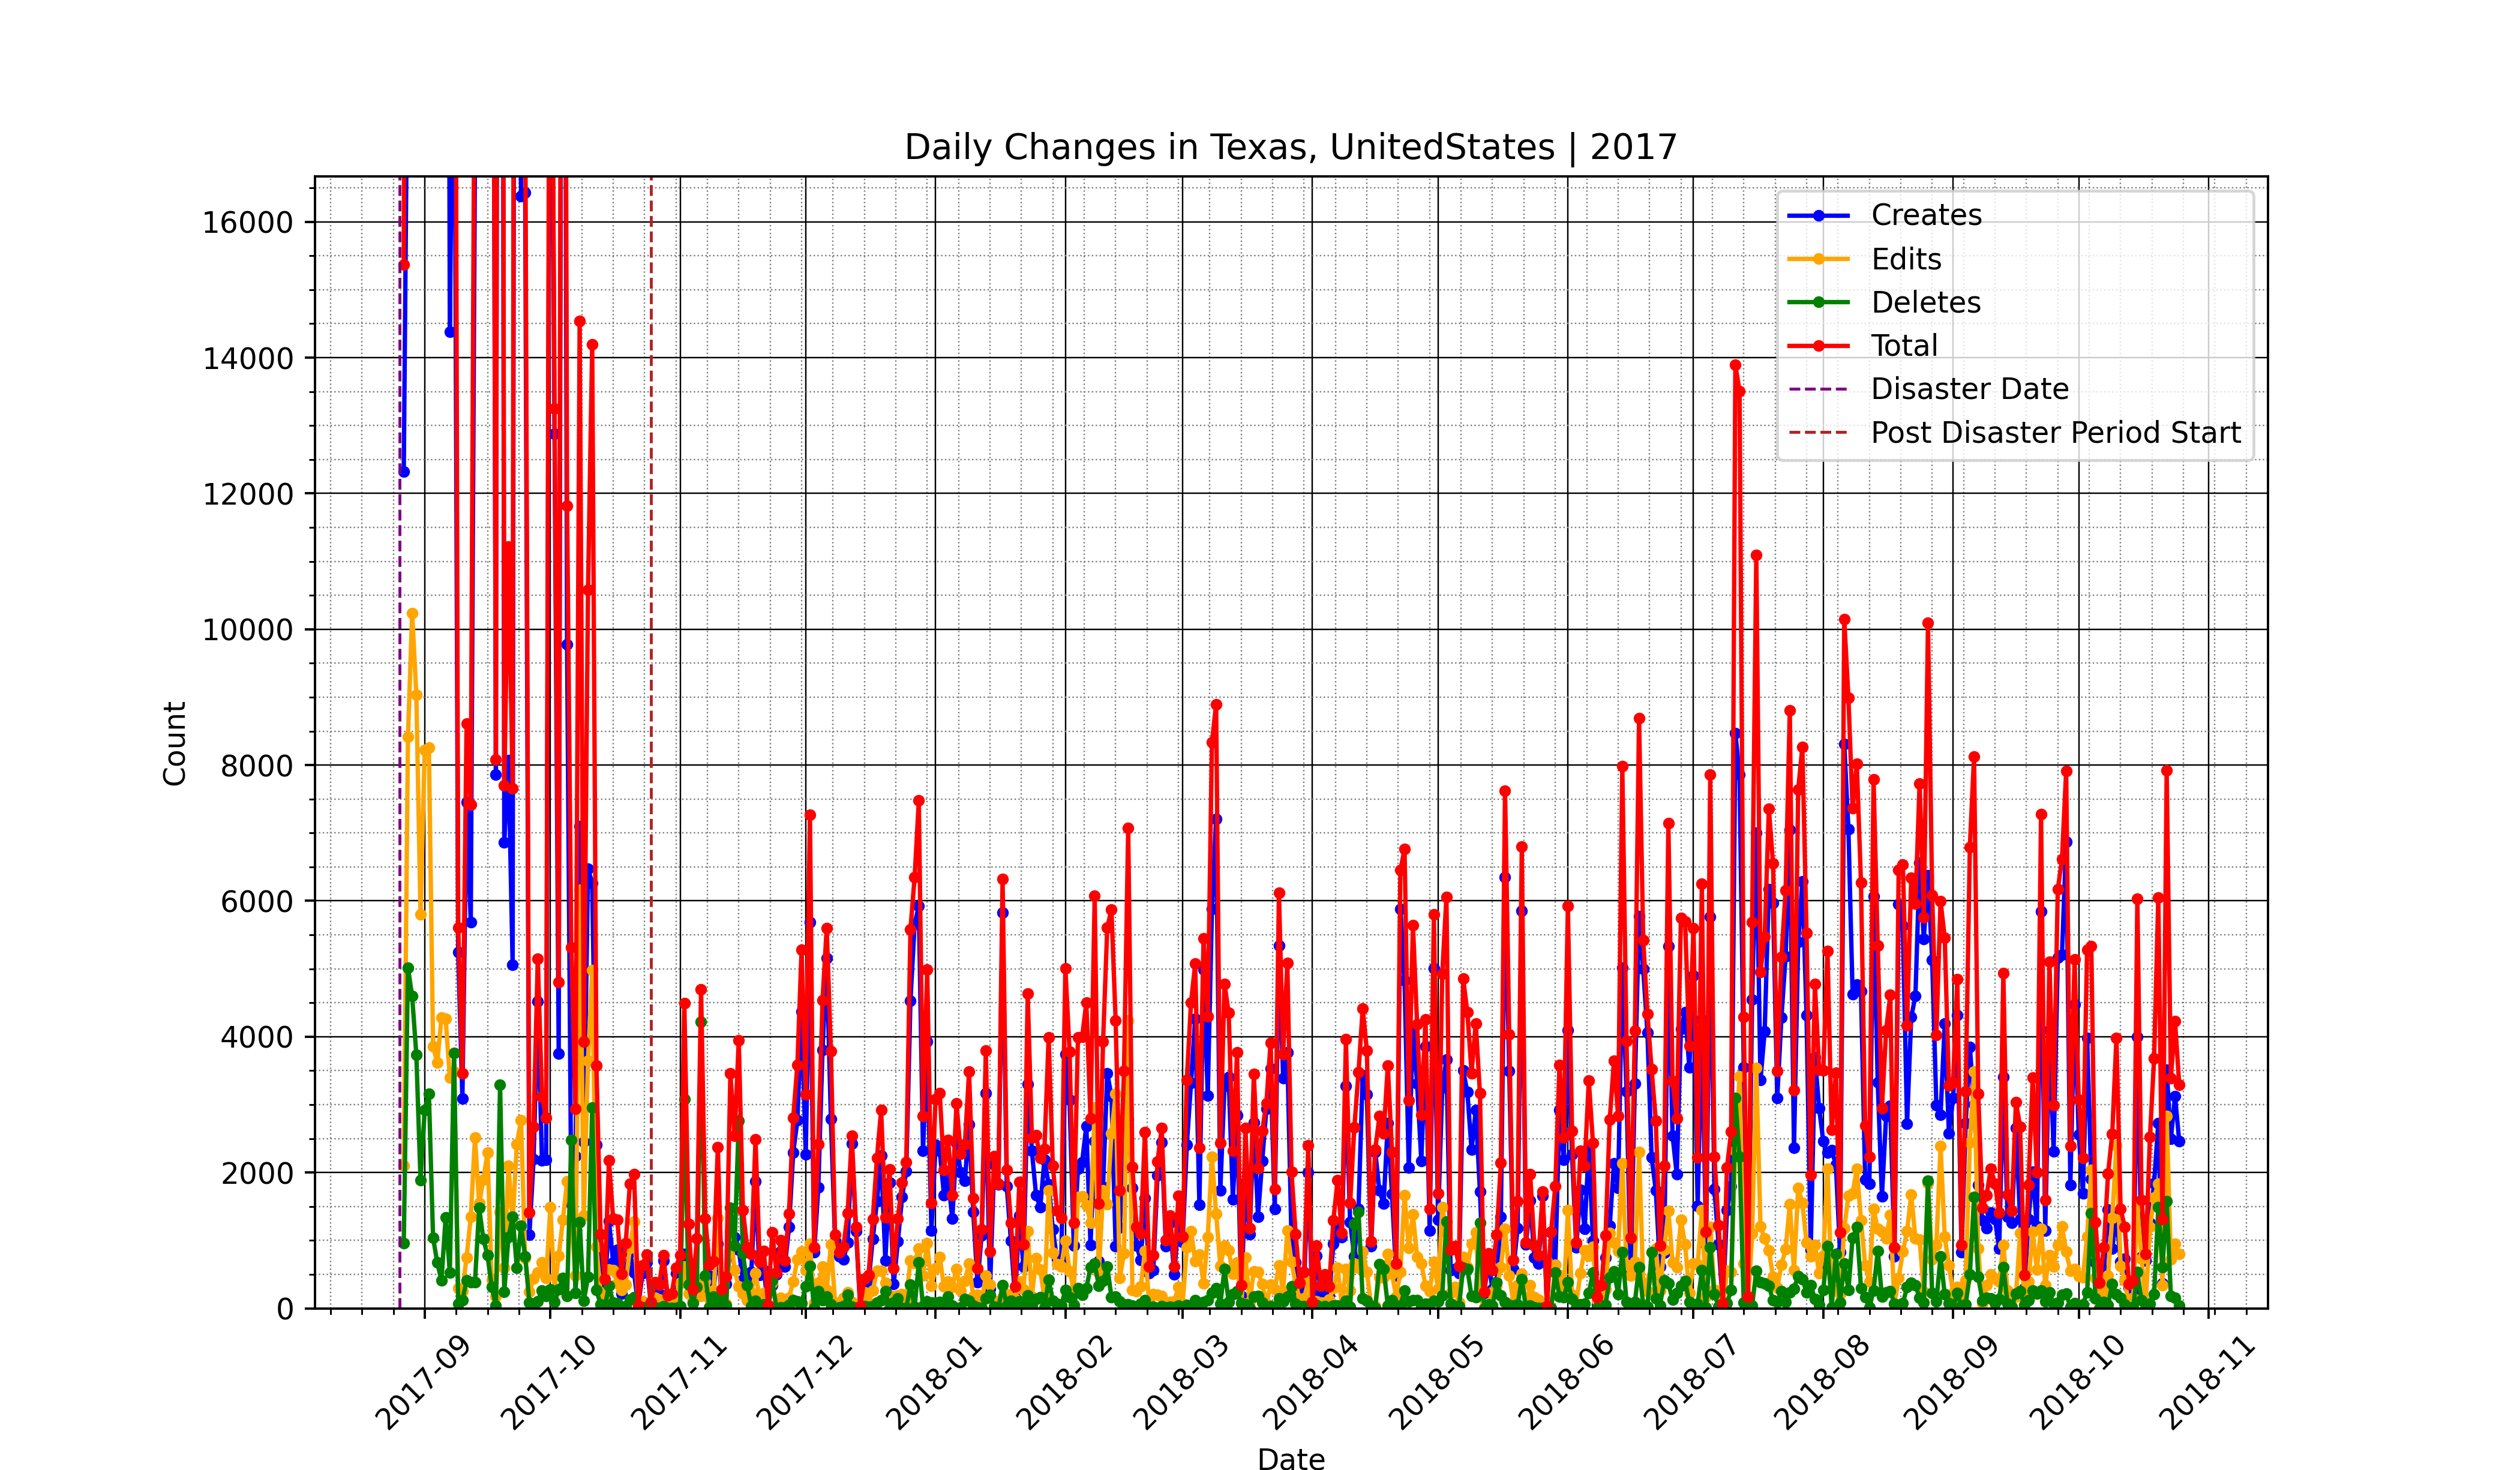 Daily Changes in Texas, UnitedStates | 2017
16000
14000
12000
10000
8000
6000
4000
2000
0
Count
Creates
Edits
Deletes
Total
Disaster Date
Post Disaster Period Start
2017-09
2017-10
2017-11
2017-12
2018-01
2018-02
2018-03
2018-04
2018-05
2018-06
2018-07
2018-08
2018-09
2018-10
2018-11
Date